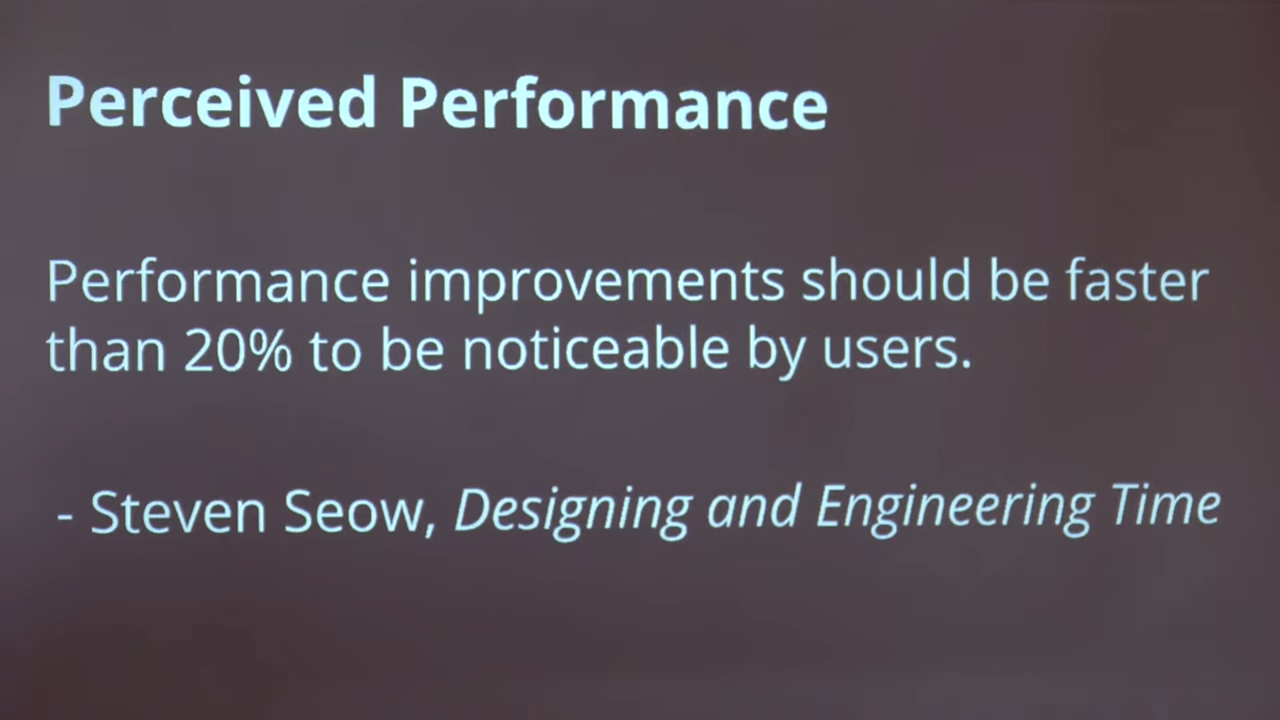 Perceived Performance
Performance improvements should be faster
than 20% to be noticeable by users.
- Steven Seow, Designing and Engineering Time